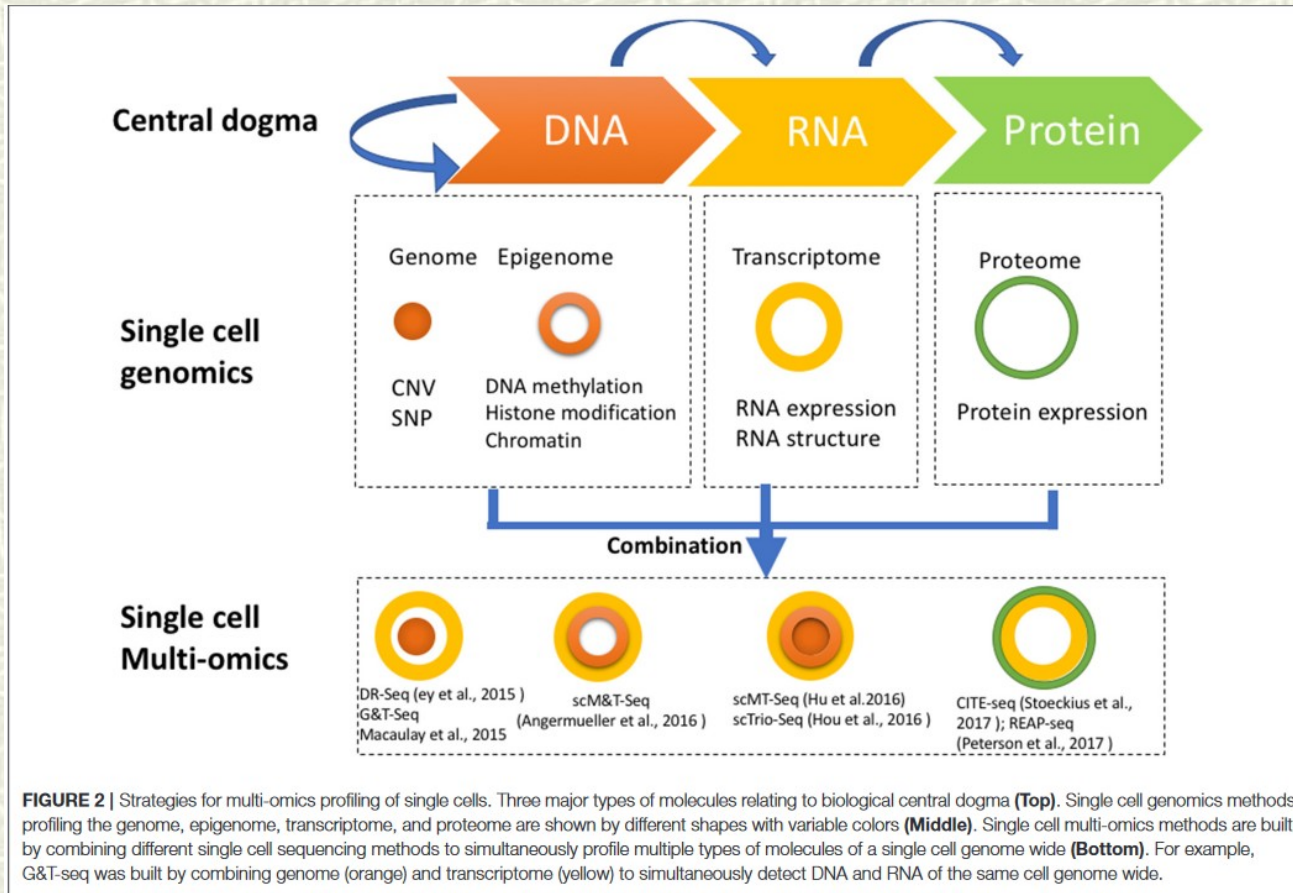 Central dogma
DNA
RNA
Protein
Single cell
genomics
Genome
Epigenome
Transcriptome
Proteome
CNV
SNP
DNA methylation
Histone modification
Chromatin
RNA expression
RNA structure
Protein expression
Combination
Single cell
Multi-omics
DR-Seq (ey et al., 2015 )
G&T-Seq
Macaulay et al., 2015
scM&T-Seq
(Angermueller et al., 2016 )
scMT-Seq (Hu et al.2016)
scTrio-Seq (Hou et al., 2016 )
CITE-seq (Stoeckius et al.,
2017 ); REAP-seq
(Peterson et al., 2017 )
FIGURE 2 | Strategies for multi-omics profiling of single cells. Three major types of molecules relating to biological central dogma (Top). Single cell genomics methods
profiling the genome, epigenome, transcriptome, and proteome are shown by different shapes with variable colors (Middle). Single cell multi-omics methods are built
by combining different single cell sequencing methods to simultaneously profile multiple types of molecules of a single cell genome wide (Bottom). For example,
G&T-seq was built by combining genome (orange) and transcriptome (yellow) to simultaneously detect DNA and RNA of the same cell genome wide.